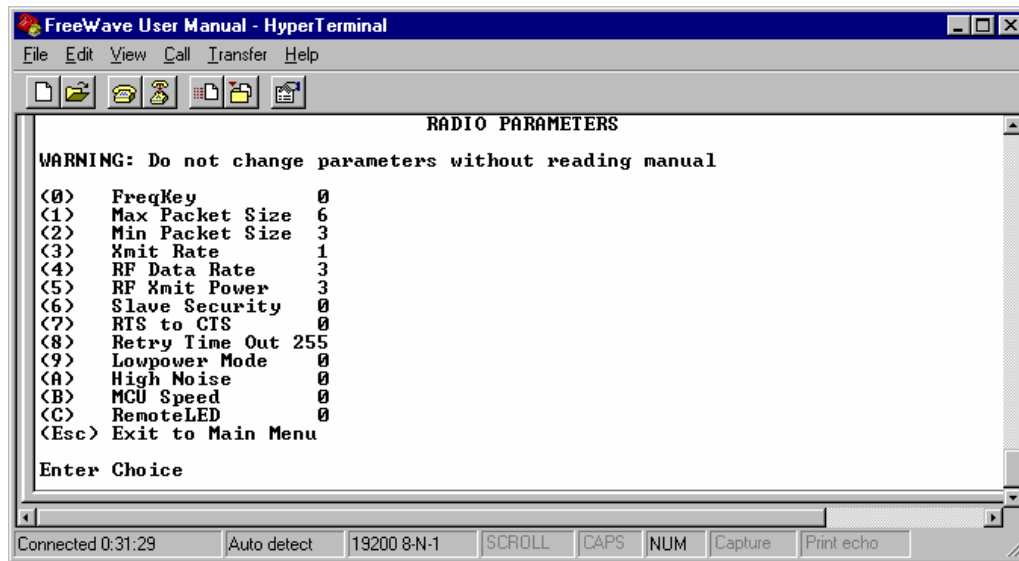 FreeWave User Manual - HyperTerminal
File Edit View Call Transfer Help
RADIO PARAMETERS
WARNING: Do not change parameters without reading manual
(0) FreqKey 0
(1) Max Packet Size 6
(2) Min Packet Size 3
(3) Xmit Rate 1
(4) RF Data Rate 3
(5) RF Xmit Power 3
(6) Slave Security 0
(7) RTS to CTS 0
(8) Retry Time Out 255
(9) Lowpower Mode 0
(A) High Noise 0
(B) MCU Speed 0
(C) RemoteLED 0
(Esc) Exit to Main Menu
Enter Choice
Connected 0:31:29 Auto detect 19200 8-N-1 SCROLL CAPS NUM Capture Print echo